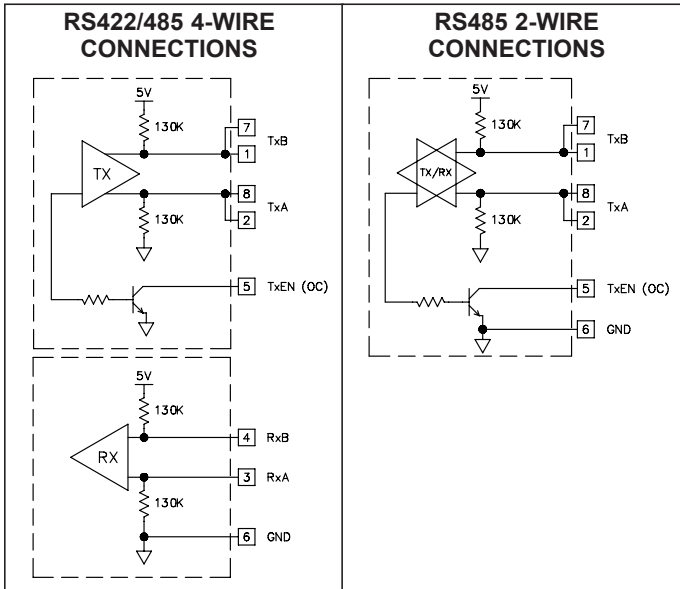 RS422/485 4-WIRE
CONNECTIONS
5V
130K
7
TxB
1
TX
8
TxA
2
130K
5 TxEN (OC)
5V
130K
4 RxB
RX
3 RxA
130K
6 GND
RS485 2-WIRE
CONNECTIONS
5V
130K
7
TxB
1
TX/RX
8
TxA
2
130K
5 TxEN (OC)
6 GND